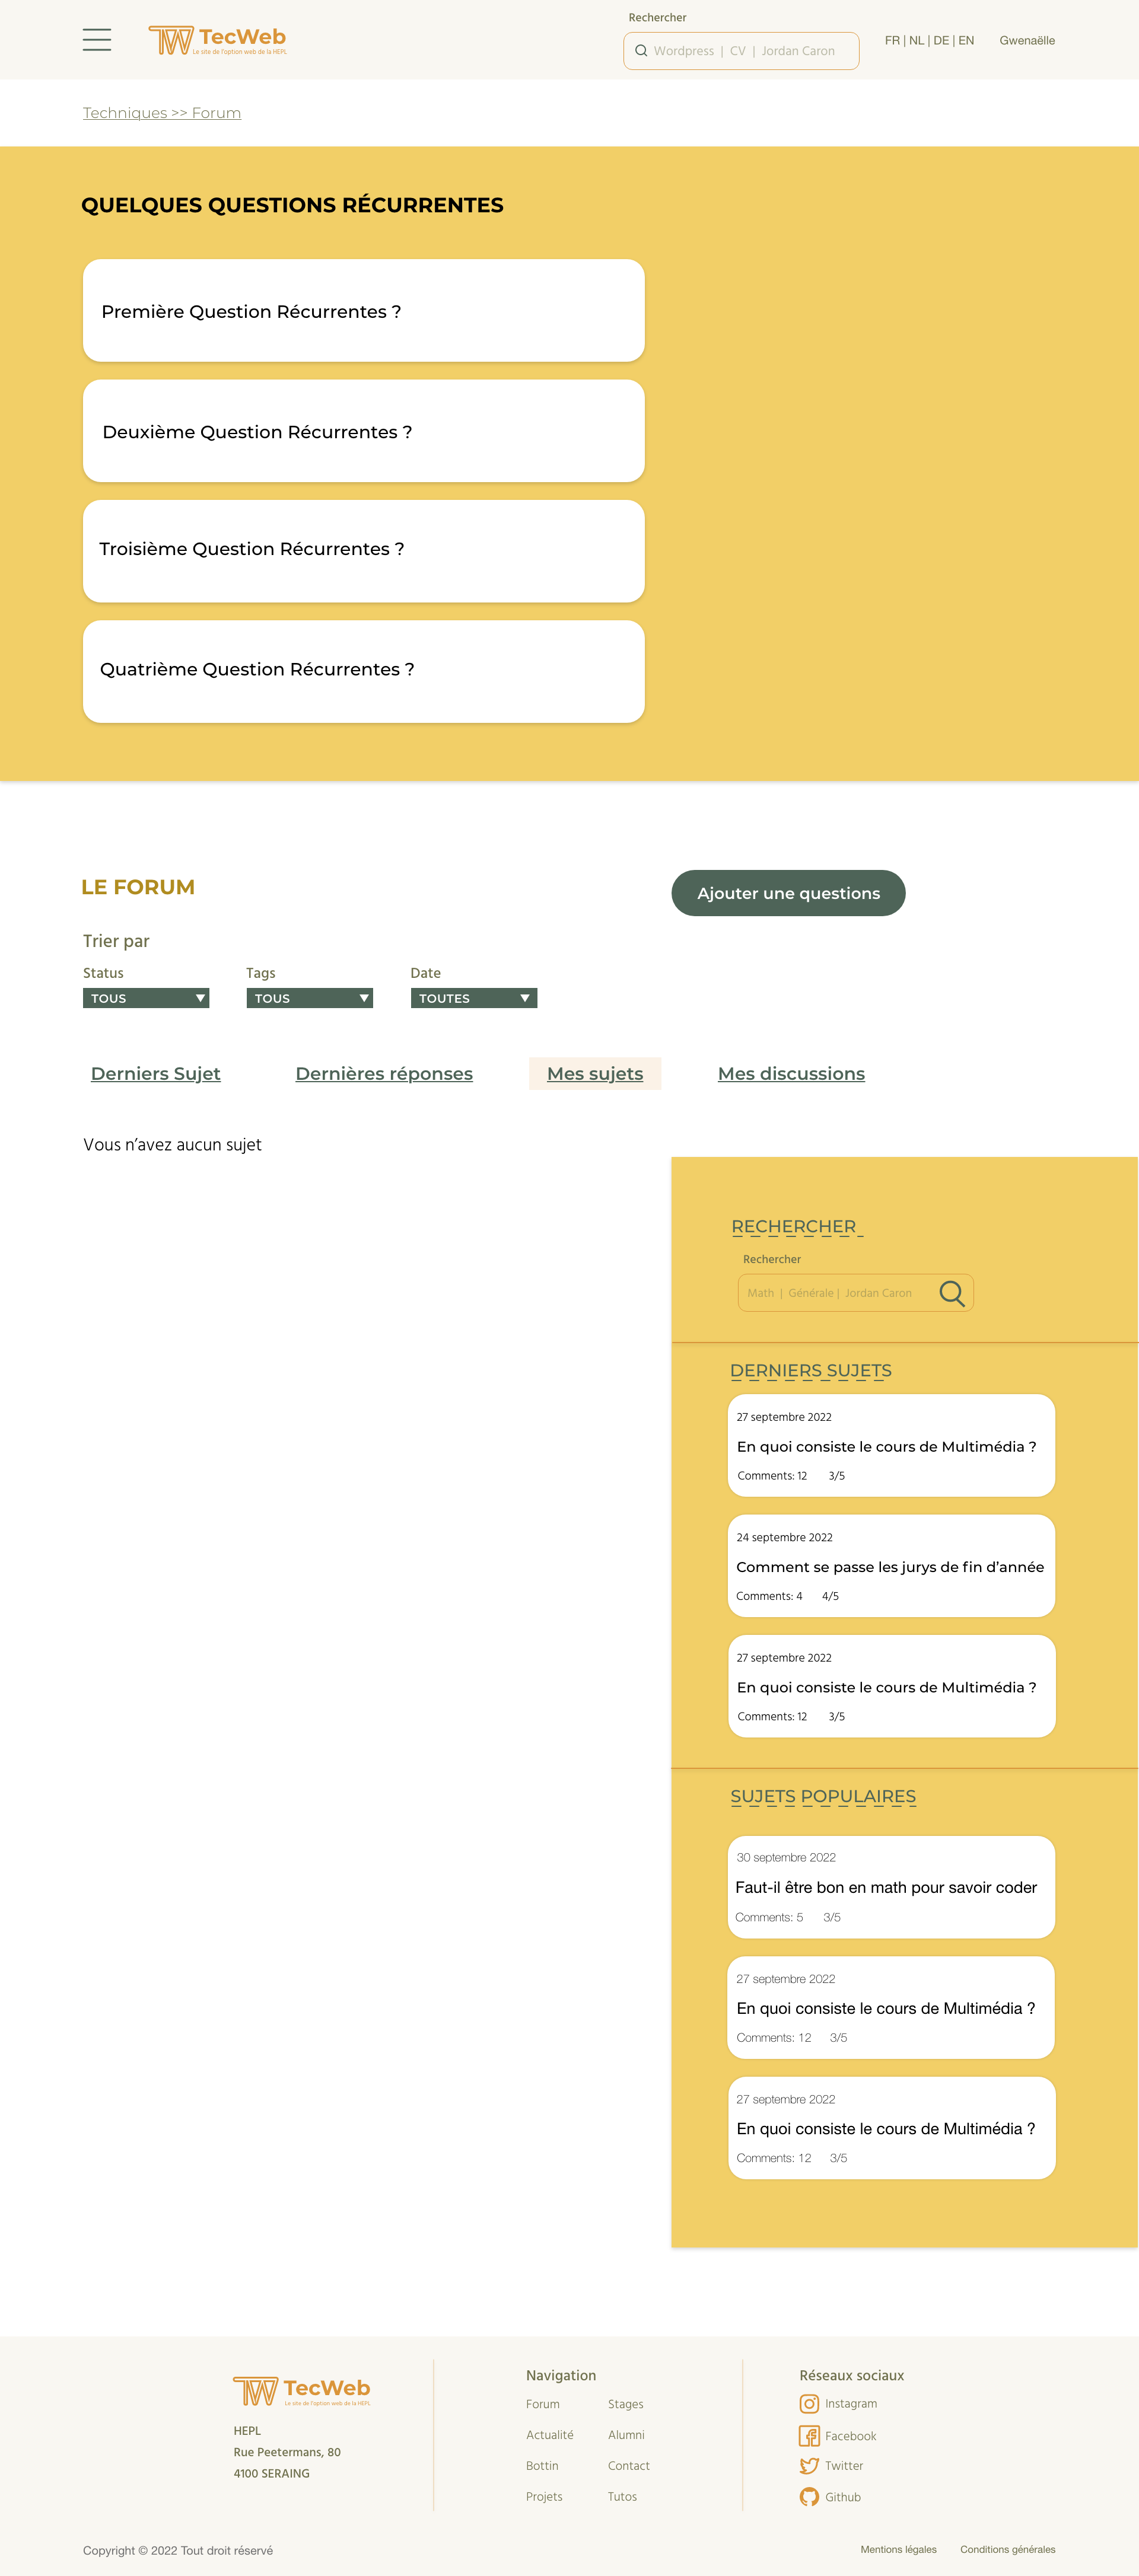 Rechercher
TecWeb
Le site de l'option web de la HEPL
Wordpress | CV | Jordan Caron
FR | NL | DE | EN
Gwenaëlle
Techniques >> Forum
QUELQUES QUESTIONS RÉCURRENTES
Première Question Récurrentes ?
Deuxième Question Récurrentes ?
Troisième Question Récurrentes ?
Quatrième Question Récurrentes ?
LE FORUM
Ajouter une questions
Trier par
Status
Tags
Date
TOUS
TOUS
TOUTES
Derniers Sujet
Dernières réponses
Mes sujets
Mes discussions
Vous n’avez aucun sujet
RECHERCHER
Rechercher
Math | Générale | Jordan Caron
DERNIERS SUJETS
27 septembre 2022
En quoi consiste le cours de Multimédia ?
Comments: 12 3/5
24 septembre 2022
Comment se passe les jurys de fin d’année
Comments: 4 4/5
27 septembre 2022
En quoi consiste le cours de Multimédia ?
Comments: 12 3/5
SUJETS POPULAIRES
30 septembre 2022
Faut-il être bon en math pour savoir coder
Comments: 5 3/5
27 septembre 2022
En quoi consiste le cours de Multimédia ?
Comments: 12 3/5
27 septembre 2022
En quoi consiste le cours de Multimédia ?
Comments: 12 3/5
TecWeb
Le site de l'option web de la HEPL
HEPL
Rue Peetermans, 80
4100 SERAING
Navigation
Forum
Stages
Actualité
Alumni
Bottin
Contact
Projets
Tutos
Réseaux sociaux
Instagram
Facebook
Twitter
Github
Copyright © 2022 Tout droit réservé
Mentions légales
Conditions générales